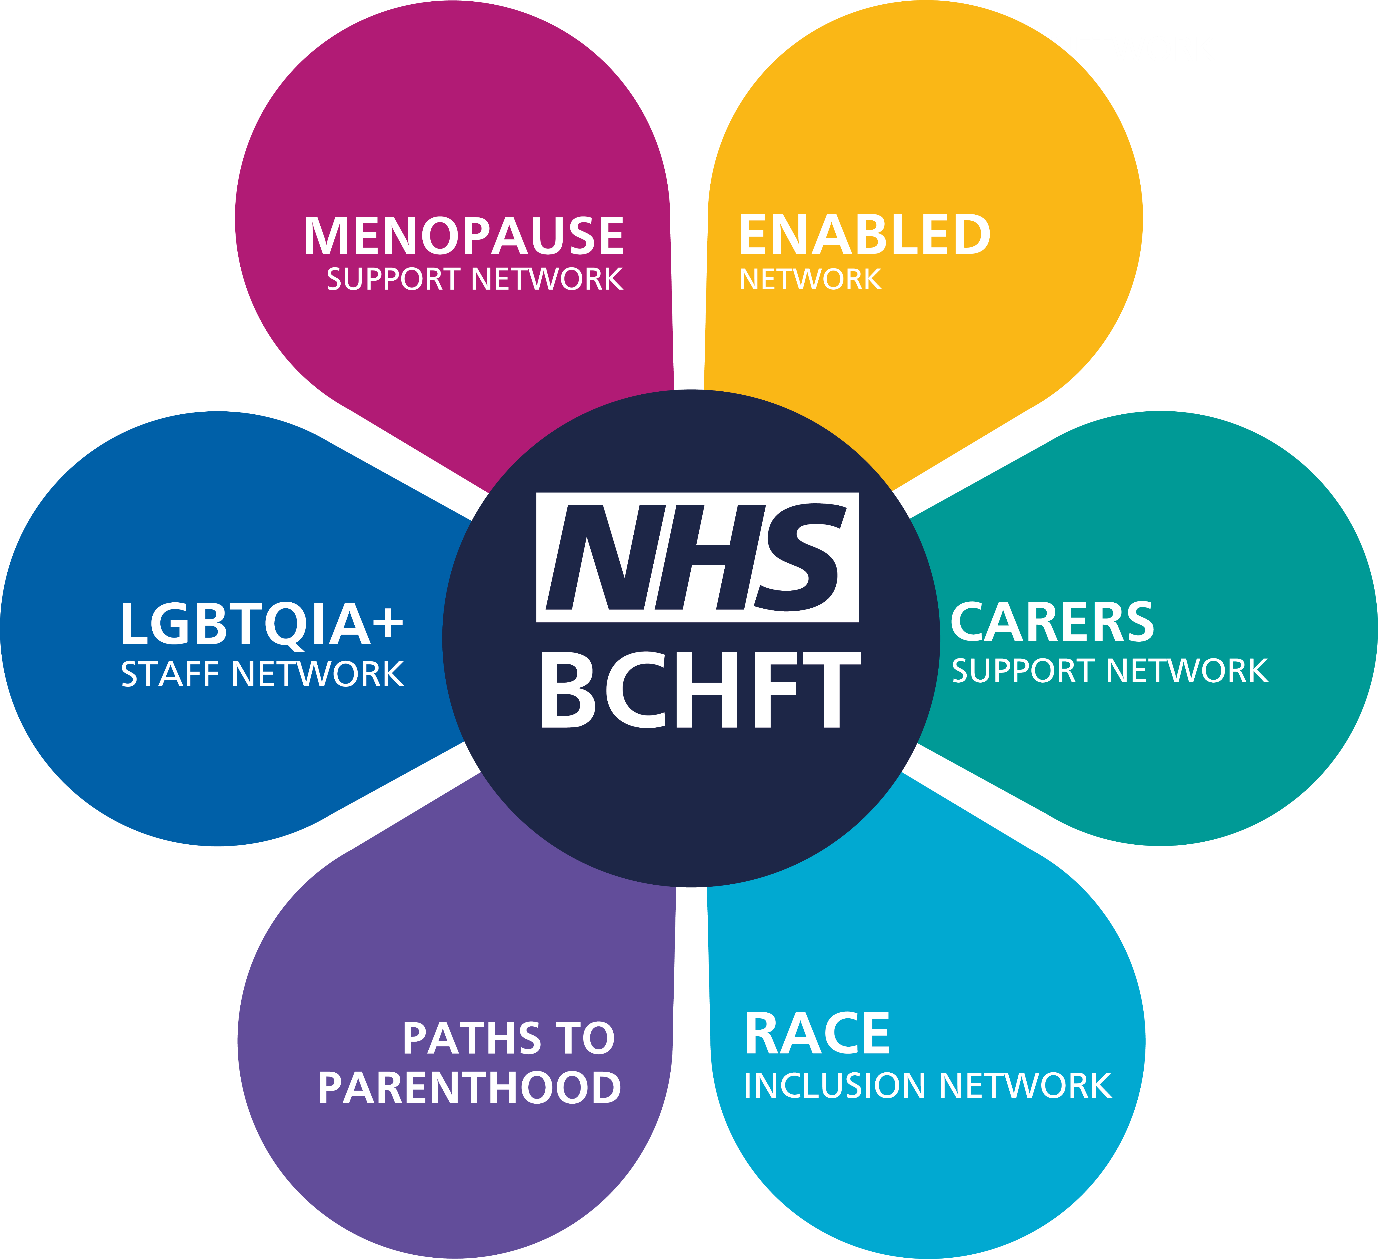 MENOPAUSE
SUPPORT NETWORK
ENABLED
NETWORK
LGBTQIA+
STAFF NETWORK
NHS
BCHFT
CARERS
SUPPORT NETWORK
PATHS TO
PARENTHOOD
RACE
INCLUSION NETWORK